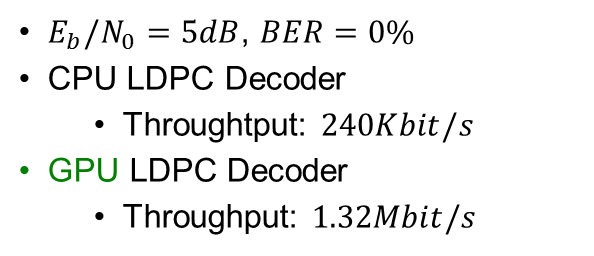 • E_b/N_0 = 5dB, BER = 0%
• CPU LDPC Decoder
• Throughtput: 240Kbit/s
• GPU LDPC Decoder
• Throughput: 1.32Mbit/s